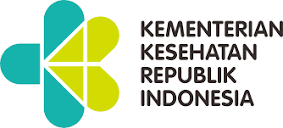 KEMENTERIAN
KESEHATAN
REPUBLIK
INDONESIA